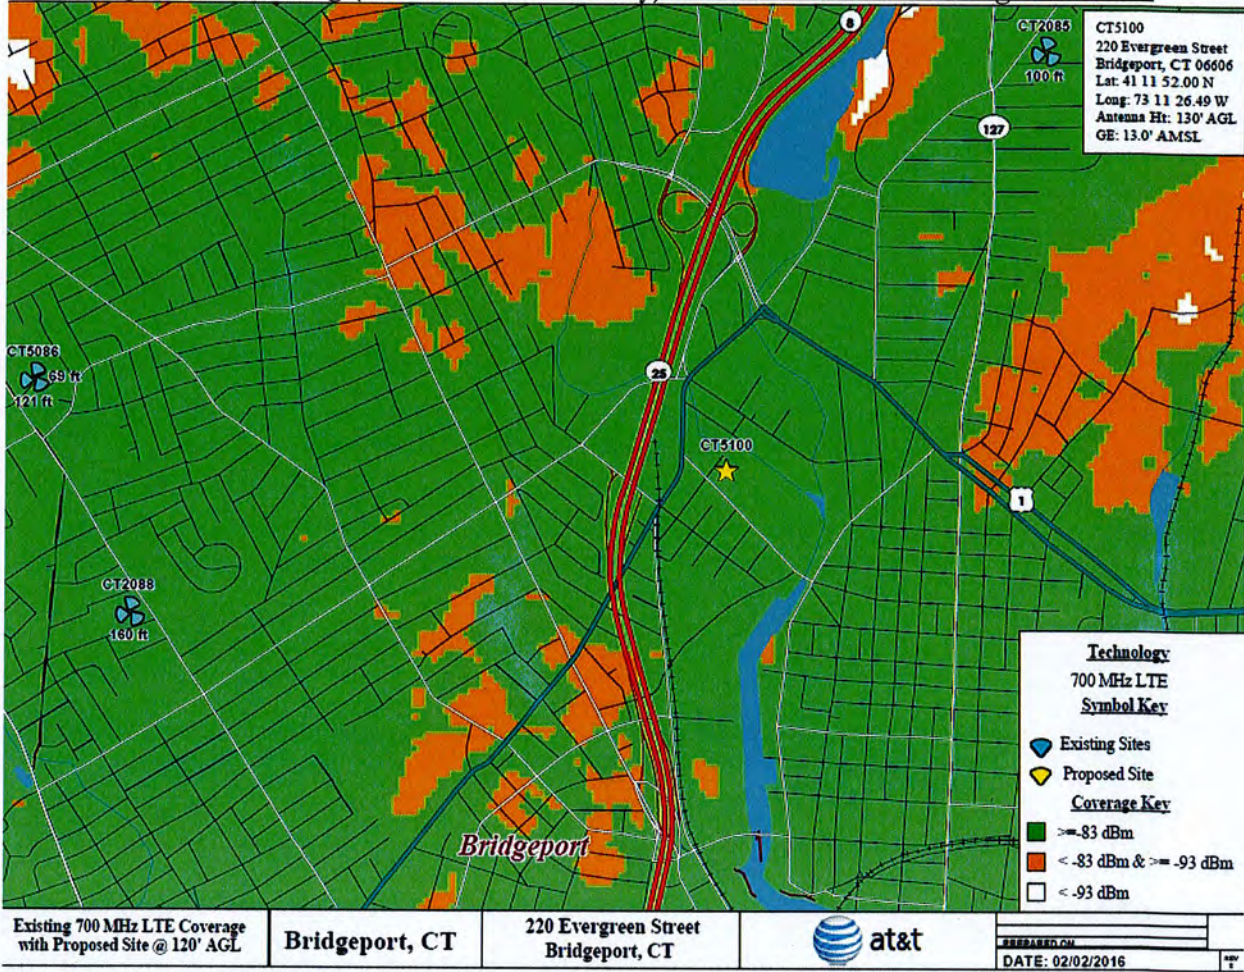 8
CT2085
100 ft
CT5100
220 Evergreen Street
Bridgeport, CT 06606
Lat: 41 11 52.00 N
Long: 73 11 26.49 W
Antenna Ht: 130' AGL
GE: 13.0' AMSL
127
CT5086
69 ft
121 ft
25
CT5100
1
CT2088
160 ft
Bridgeport
Technology
700 MHz LTE
Symbol Key
Existing Sites
Proposed Site
Coverage Key
>=-83 dBm
< -83 dBm & >= -93 dBm
< -93 dBm
Existing 700 MHz LTE Coverage
with Proposed Site @ 120' AGL
Bridgeport, CT
220 Evergreen Street
Bridgeport, CT
at&t
PREPARED ON
DATE: 02/02/2016
REV